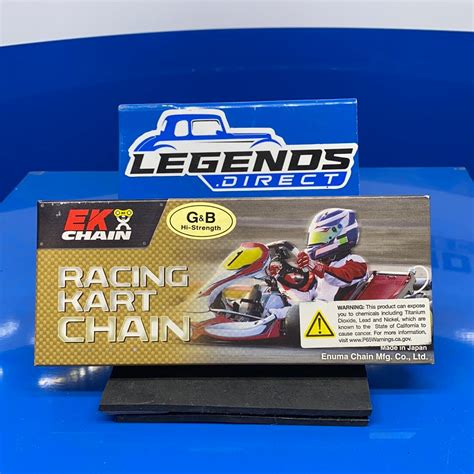 LEGENDS
.DIRECT
EK
CHAIN
G&B
Hi-Strength
RACING
KART
CHAIN
1
WARNING: This product can expose
you to chemicals including Titanium
Dioxide, Lead and Nickel, which are
known to the State of California to
cause cancer. For more information,
visit www.P65Warnings.ca.gov.
Made in Japan
Enuma Chain Mfg. Co., Ltd.